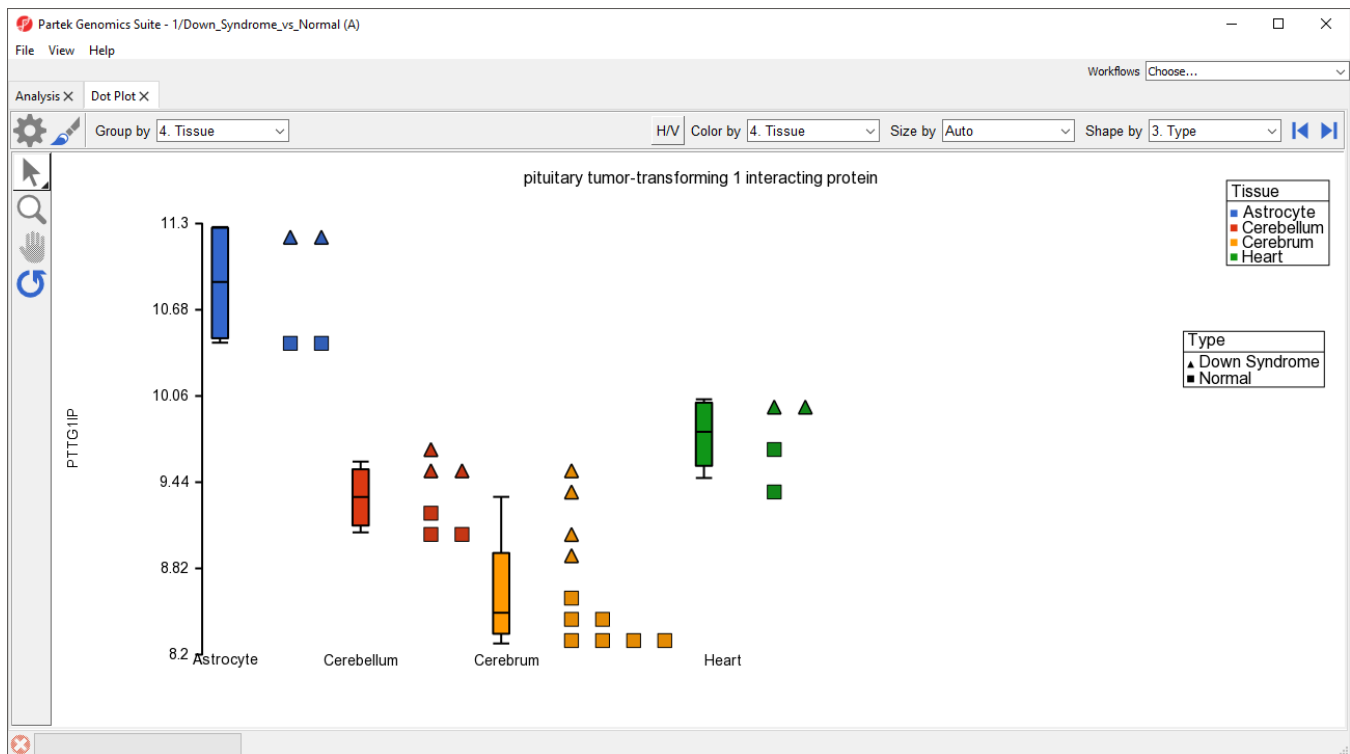 Partek Genomics Suite - 1/Down_Syndrome_vs_Normal (A)
File View Help
Workflows Choose...
Analysis X Dot Plot X
Group by 4. Tissue H/V Color by 4. Tissue Size by Auto Shape by 3. Type
pituitary tumor-transforming 1 interacting protein
Tissue
Astrocyte
Cerebellum
Cerebrum
Heart
Type
Down Syndrome
Normal
PTTG1IP
11.3
10.68
10.06
9.44
8.82
8.2
Astrocyte Cerebellum Cerebrum Heart